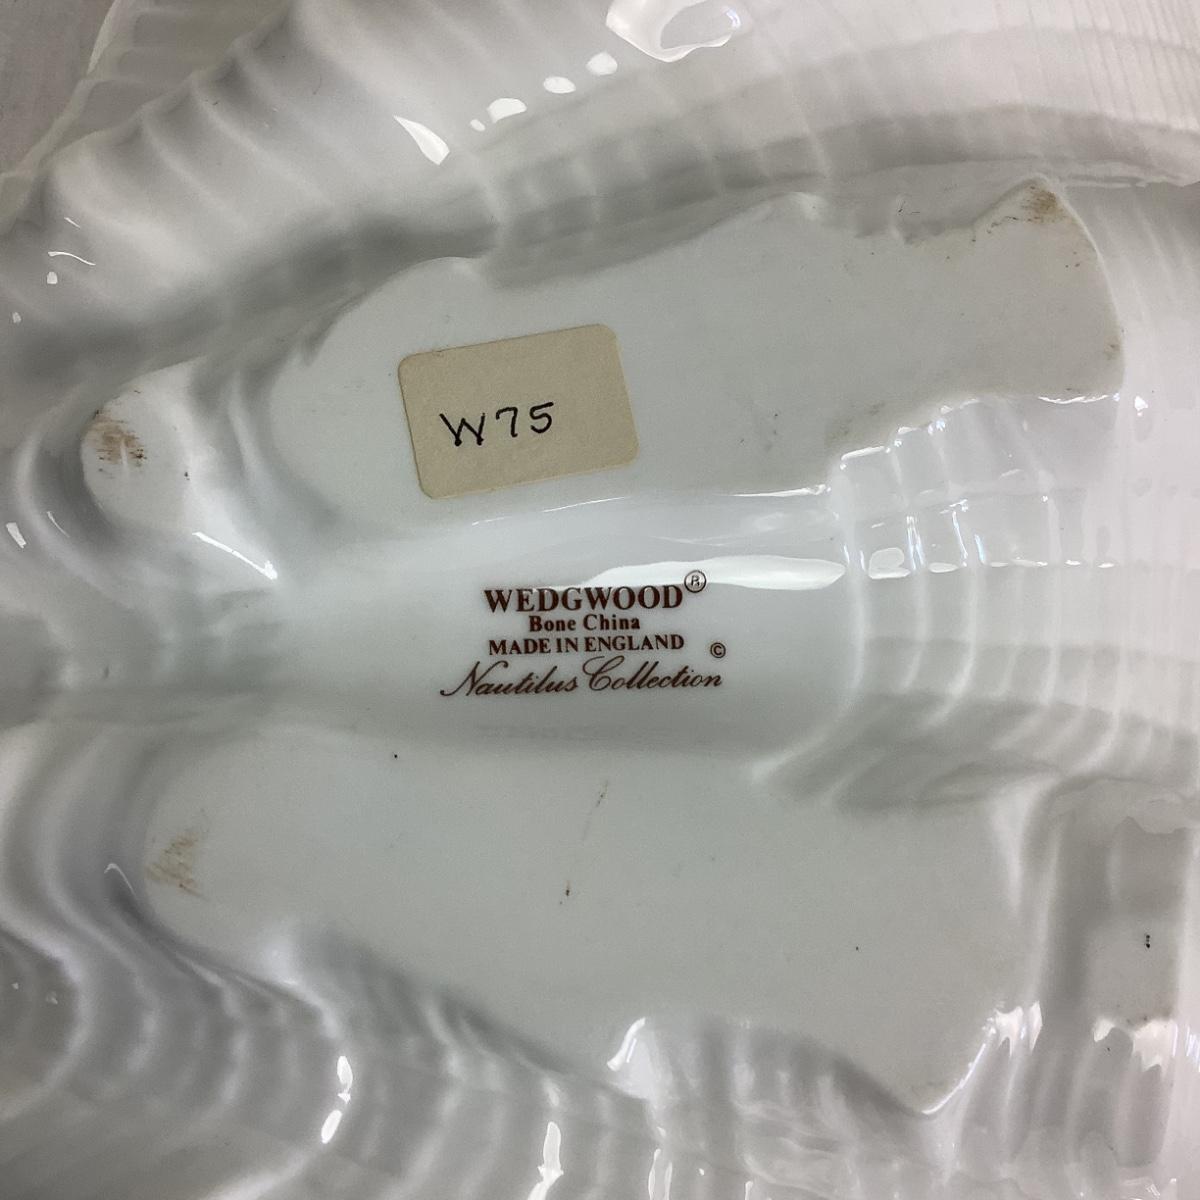 W75
WEDGWOOD®
Bone China
MADE IN ENGLAND ©
Nautilus Collection